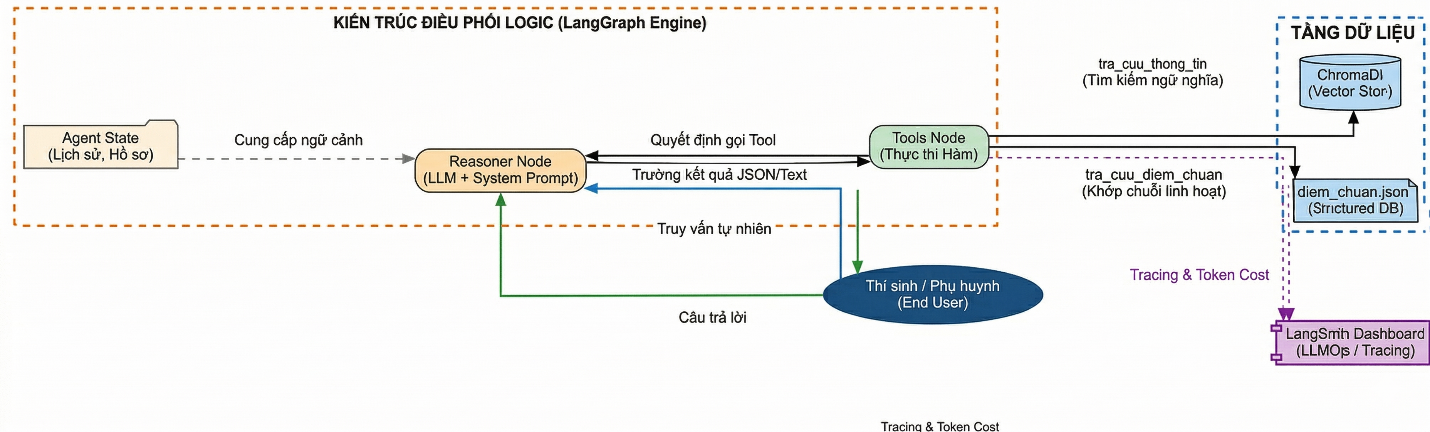 KIẾN TRÚC ĐIỀU PHỐI LOGIC (LangGraph Engine)
TẦNG DỮ LIỆU
tra_cuu_thong_tin
(Tìm kiếm ngữ nghĩa)
ChromaDI
(Vector Stor)
Agent State
(Lịch sử, Hồ sơ)
Cung cấp ngữ cảnh
Reasoner Node
(LLM + System Prompt)
Quyết định gọi Tool
Trường kết quả JSON/Text
Tools Node
(Thực thi Hàm)
tra_cuu_diem_chuan
(Khớp chuỗi linh hoạt)
diem_chuan.json
(Structured DB)
Truy vấn tự nhiên
Thí sinh / Phụ huynh
(End User)
Câu trả lời
Tracing & Token Cost
LangSmith Dashboard
(LLMOps / Tracing)
Tracing & Token Cost